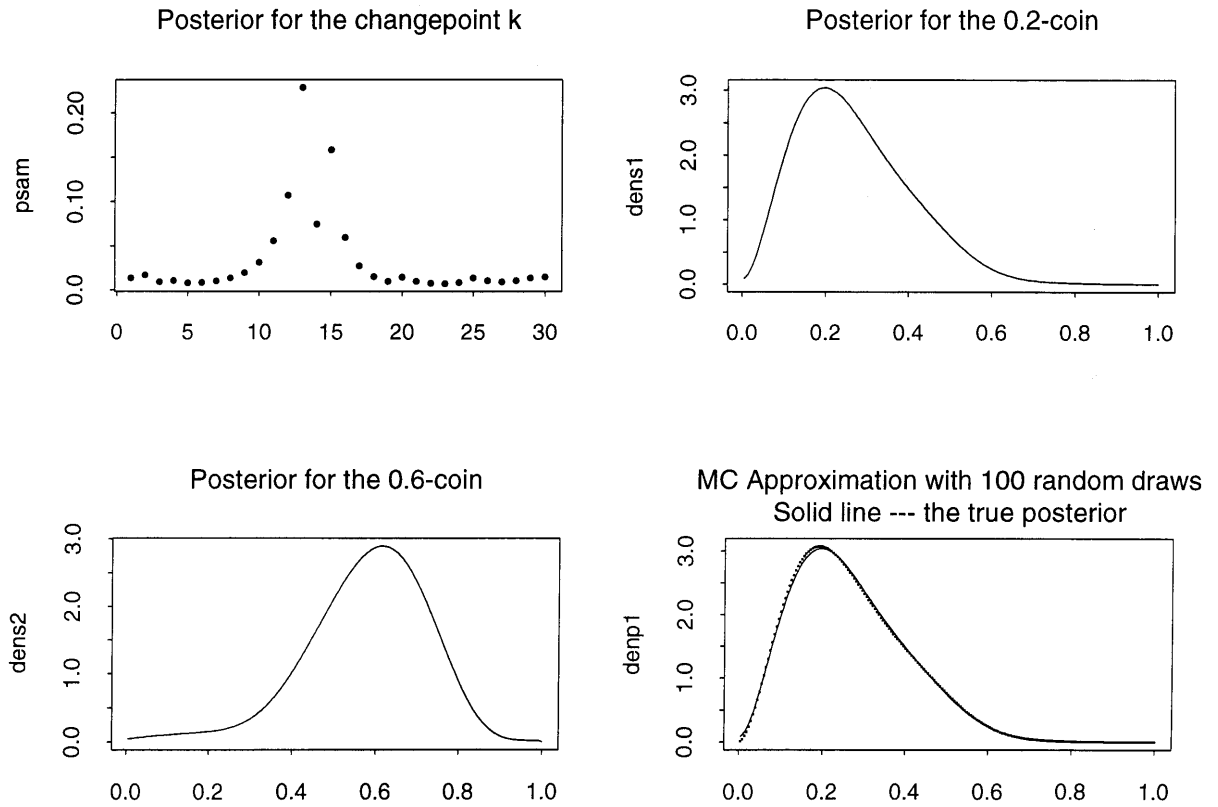 Posterior for the changepoint k
psam
0.20
0.10
0.0
0 5 10 15 20 25 30
Posterior for the 0.2-coin
dens1
3.0
2.0
1.0
0.0
0.0 0.2 0.4 0.6 0.8 1.0
Posterior for the 0.6-coin
dens2
3.0
2.0
1.0
0.0
0.0 0.2 0.4 0.6 0.8 1.0
MC Approximation with 100 random draws
Solid line --- the true posterior
denp1
3.0
2.0
1.0
0.0
0.0 0.2 0.4 0.6 0.8 1.0